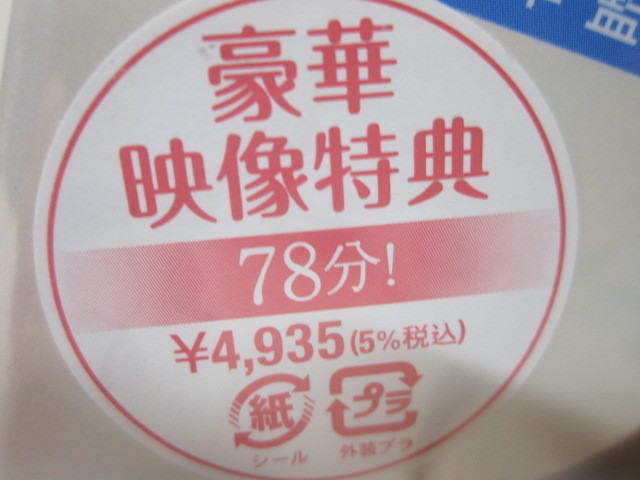 豪華
映像特典
78分!
¥4,935(5%税込)
紙
プラ
シール
外装プラ